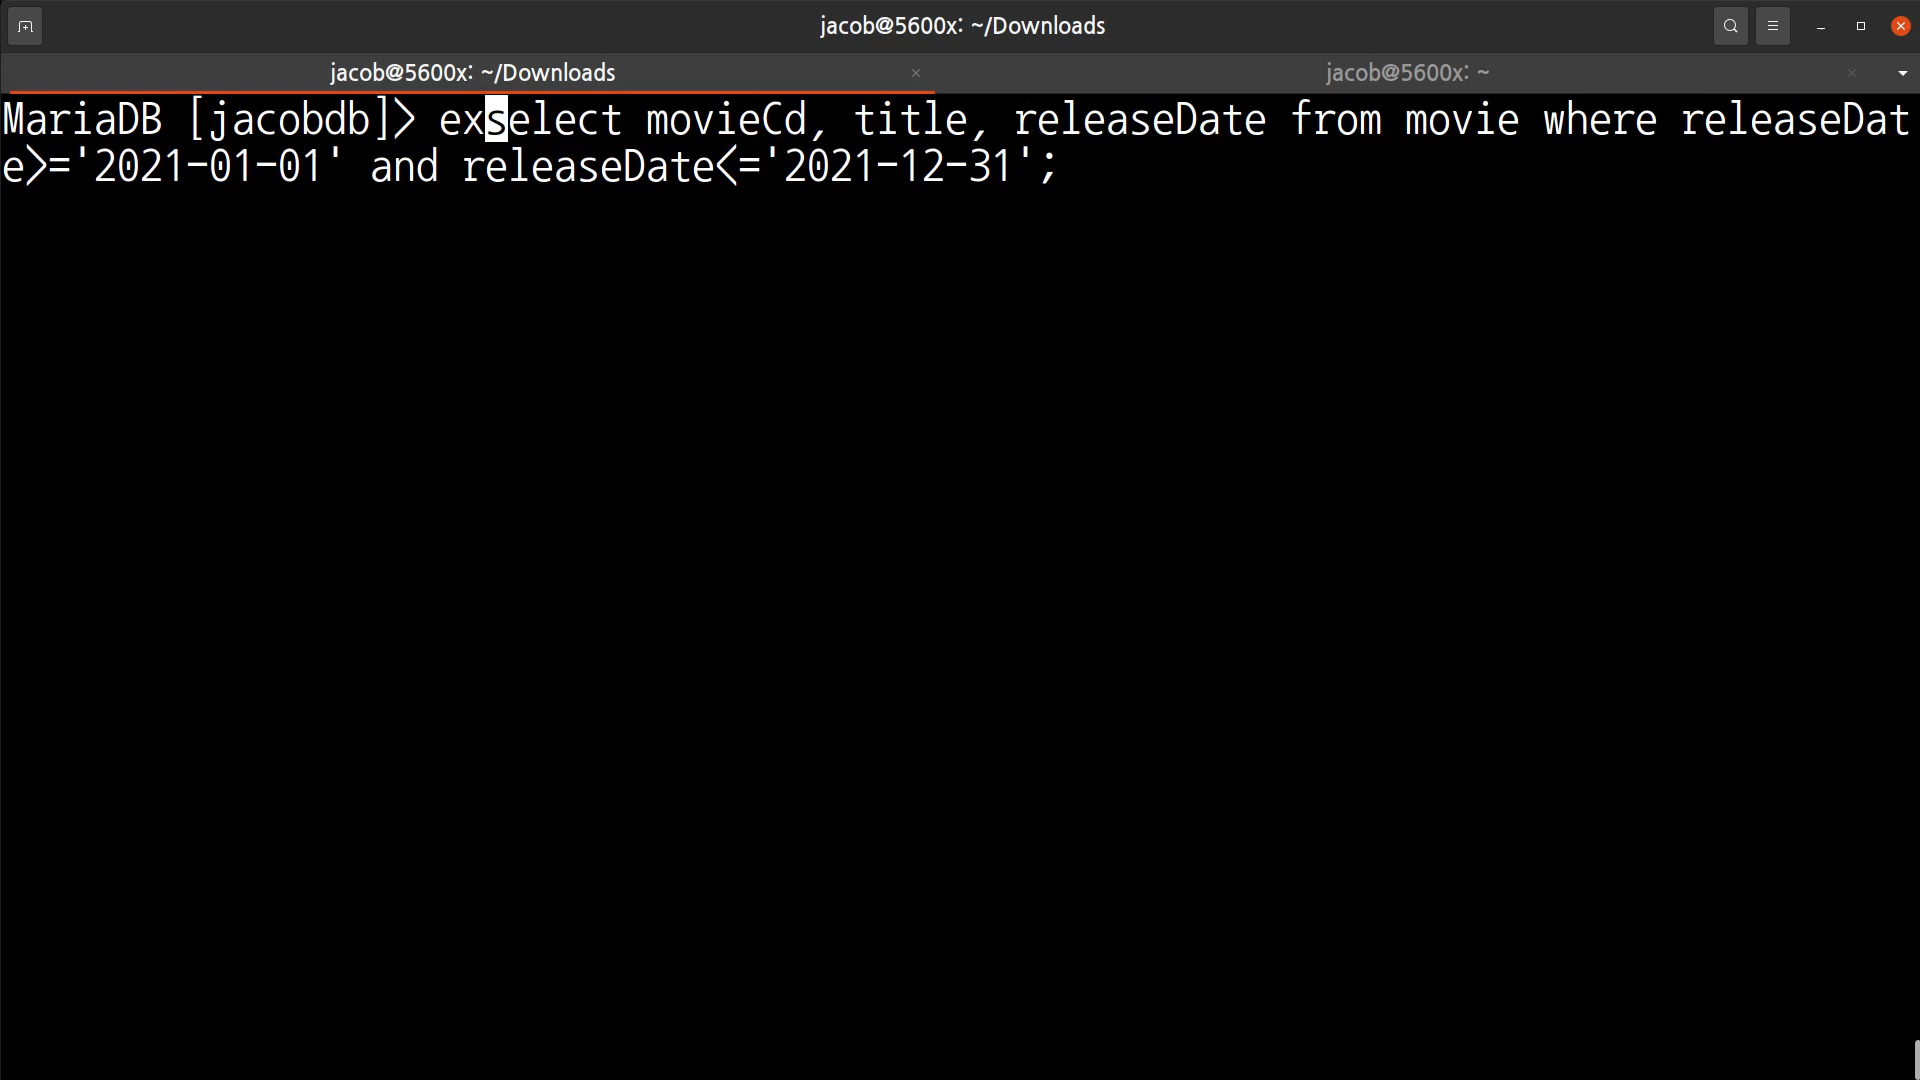 jacob@5600x: ~/Downloads
jacob@5600x: ~/Downloads
jacob@5600x: ~
MariaDB [jacobdb]> exselect movieCd, title, releaseDate from movie where releaseDat
e>='2021-01-01' and releaseDate<='2021-12-31';